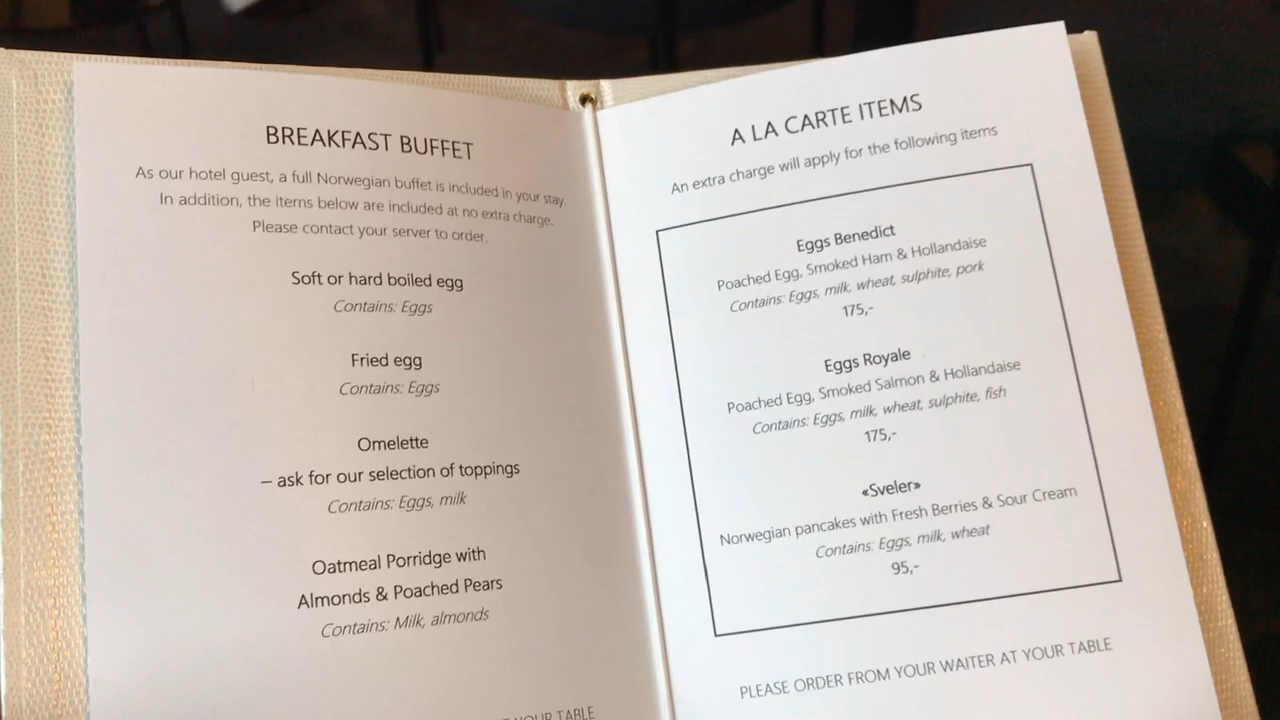 BREAKFAST BUFFET
As our hotel guest, a full Norwegian buffet is included in your stay.
In addition, the items below are included at no extra charge.
Please contact your server to order.
Soft or hard boiled egg
Contains: Eggs
Fried egg
Contains: Eggs
Omelette
– ask for our selection of toppings
Contains: Eggs, milk
Oatmeal Porridge with
Almonds & Poached Pears
Contains: Milk, almonds
YOUR TABLE
A LA CARTE ITEMS
An extra charge will apply for the following items
Eggs Benedict
Poached Egg, Smoked Ham & Hollandaise
Contains: Eggs, milk, wheat, sulphite, pork
175,-
Eggs Royale
Poached Egg, Smoked Salmon & Hollandaise
Contains: Eggs, milk, wheat, sulphite, fish
175,-
«Sveler»
Norwegian pancakes with Fresh Berries & Sour Cream
Contains: Eggs, milk, wheat
95,-
PLEASE ORDER FROM YOUR WAITER AT YOUR TABLE